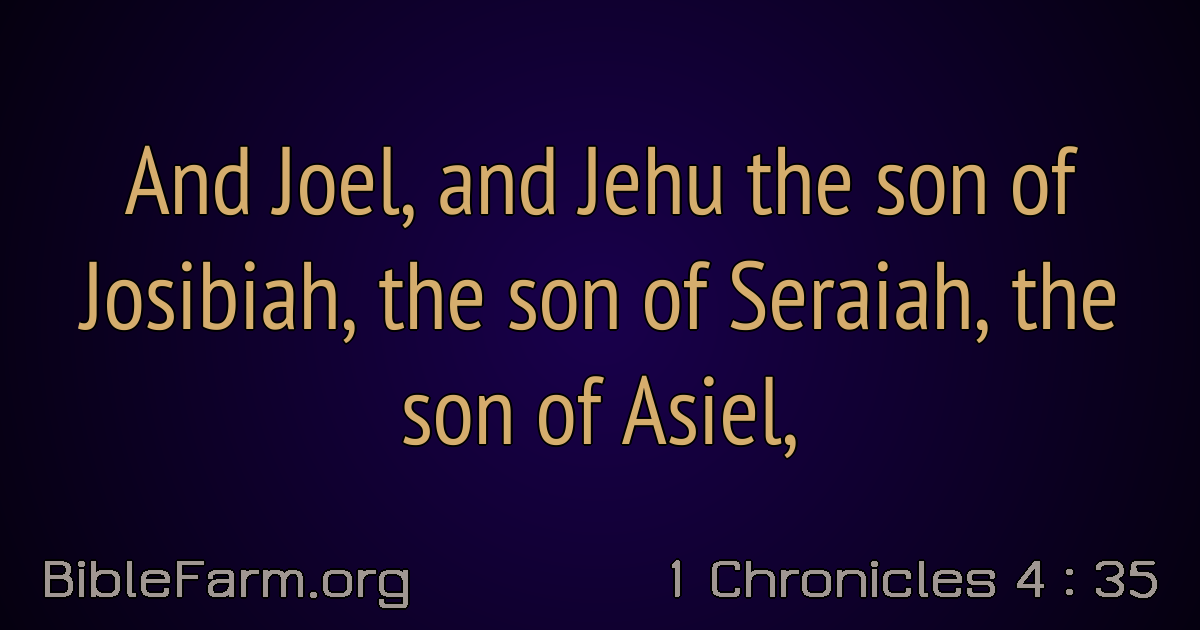 And Joel, and Jehu the son of
Josibiah, the son of Seraiah, the
son of Asiel,
BibleFarm.org
1 Chronicles 4 : 35